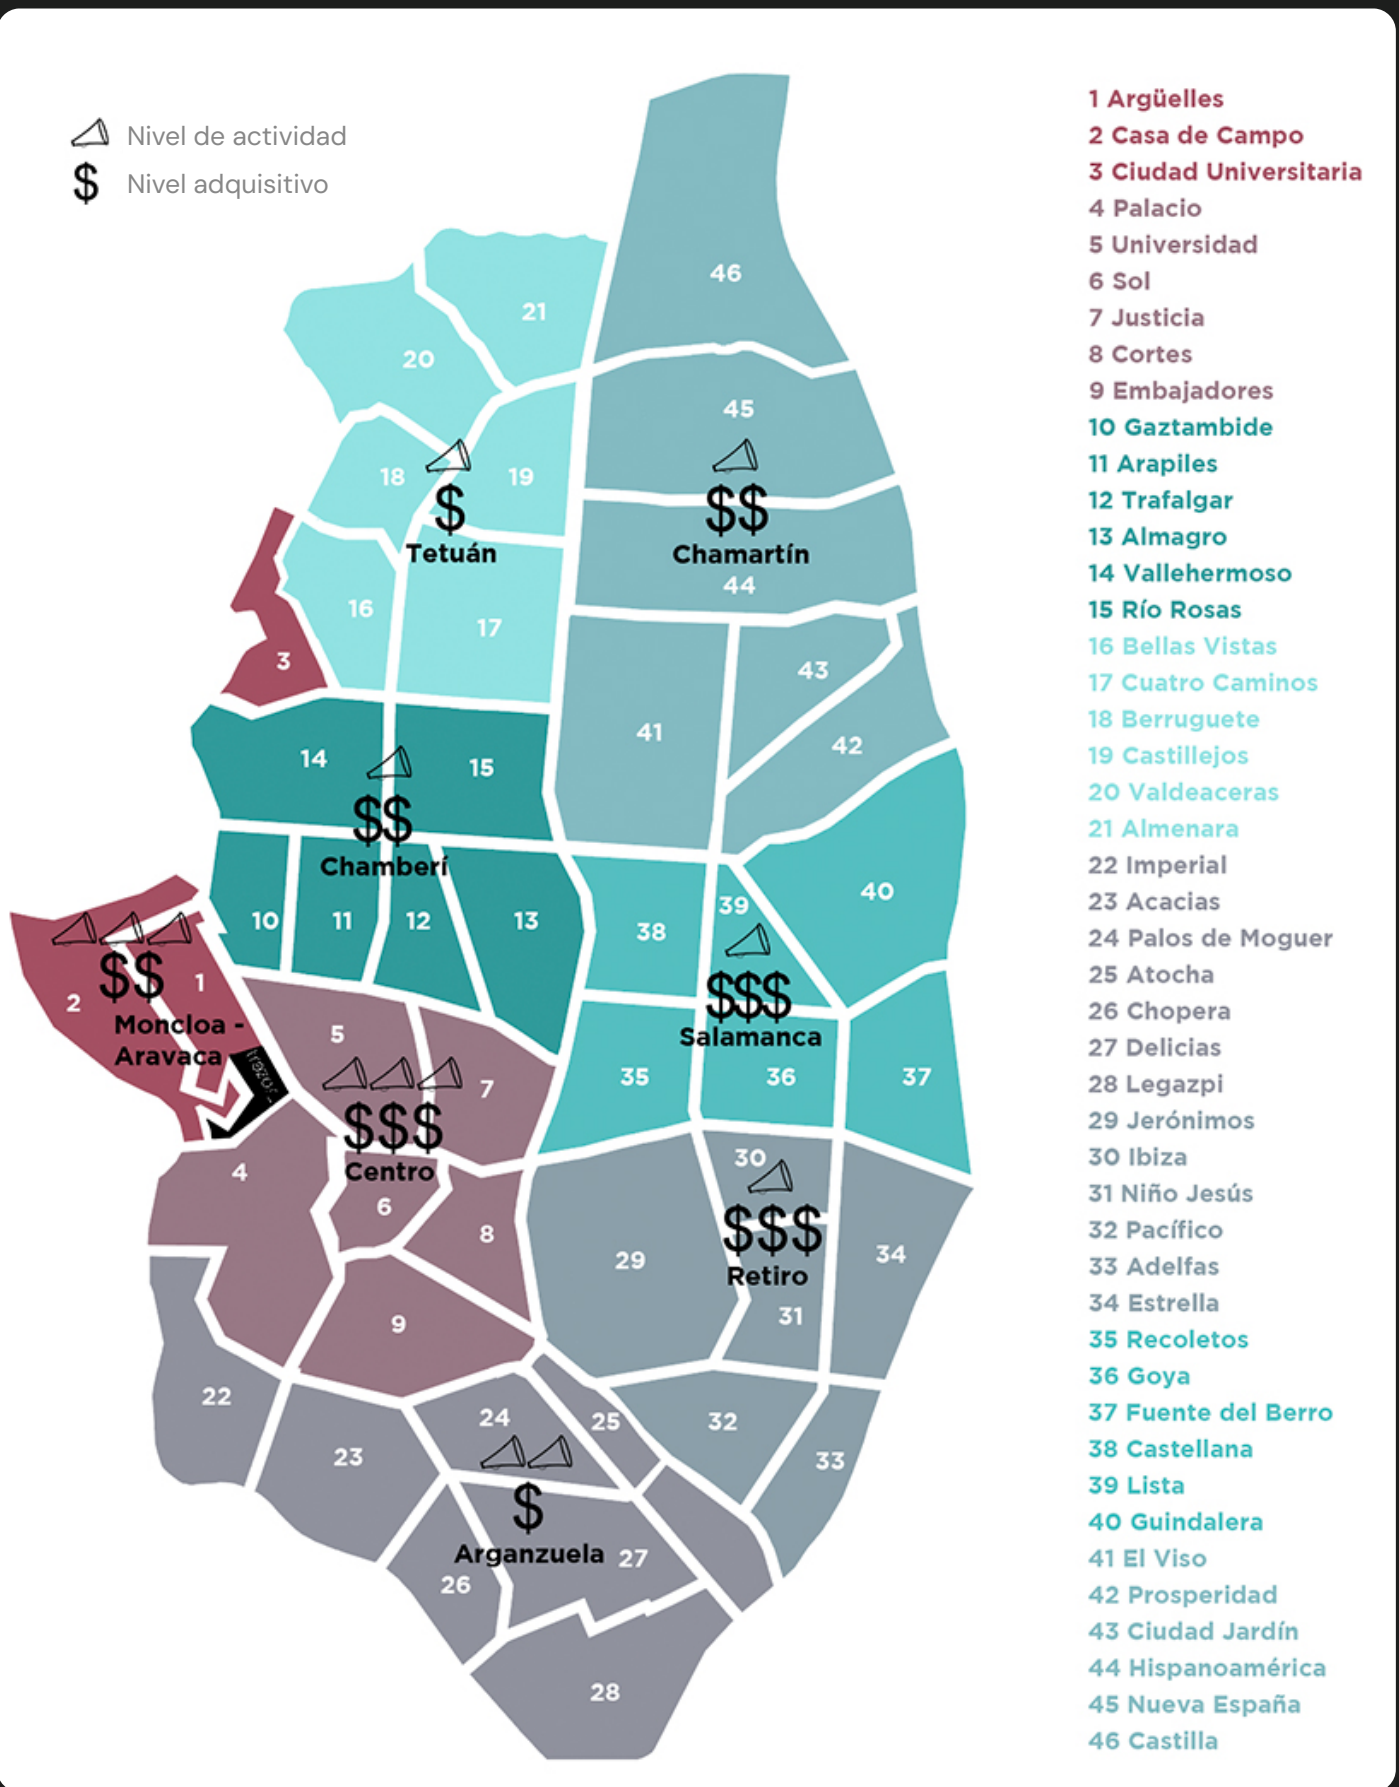 Nivel de actividad
$ Nivel adquisitivo
46
21
20
45
18
19
$
Tetuán
$$
Chamartín
44
16
17
3
43
41
42
14
15
$$
Chamberí
10
11
12
13
38
39
40
$$
2
1
Moncloa -
Aravaca
$$$
Salamanca
5
7
35
36
37
$$$
Centro
4
6
8
30
$$$
Retiro
29
34
31
9
22
24
25
32
23
33
$
Arganzuela
27
26
28
1 Argüelles
2 Casa de Campo
3 Ciudad Universitaria
4 Palacio
5 Universidad
6 Sol
7 Justicia
8 Cortes
9 Embajadores
10 Gaztambide
11 Arapiles
12 Trafalgar
13 Almagro
14 Vallehermoso
15 Río Rosas
16 Bellas Vistas
17 Cuatro Caminos
18 Berruguete
19 Castillejos
20 Valdeaceras
21 Almenara
22 Imperial
23 Acacias
24 Palos de Moguer
25 Atocha
26 Chopera
27 Delicias
28 Legazpi
29 Jerónimos
30 Ibiza
31 Niño Jesús
32 Pacífico
33 Adelfas
34 Estrella
35 Recoletos
36 Goya
37 Fuente del Berro
38 Castellana
39 Lista
40 Guindalera
41 El Viso
42 Prosperidad
43 Ciudad Jardín
44 Hispanoamérica
45 Nueva España
46 Castilla